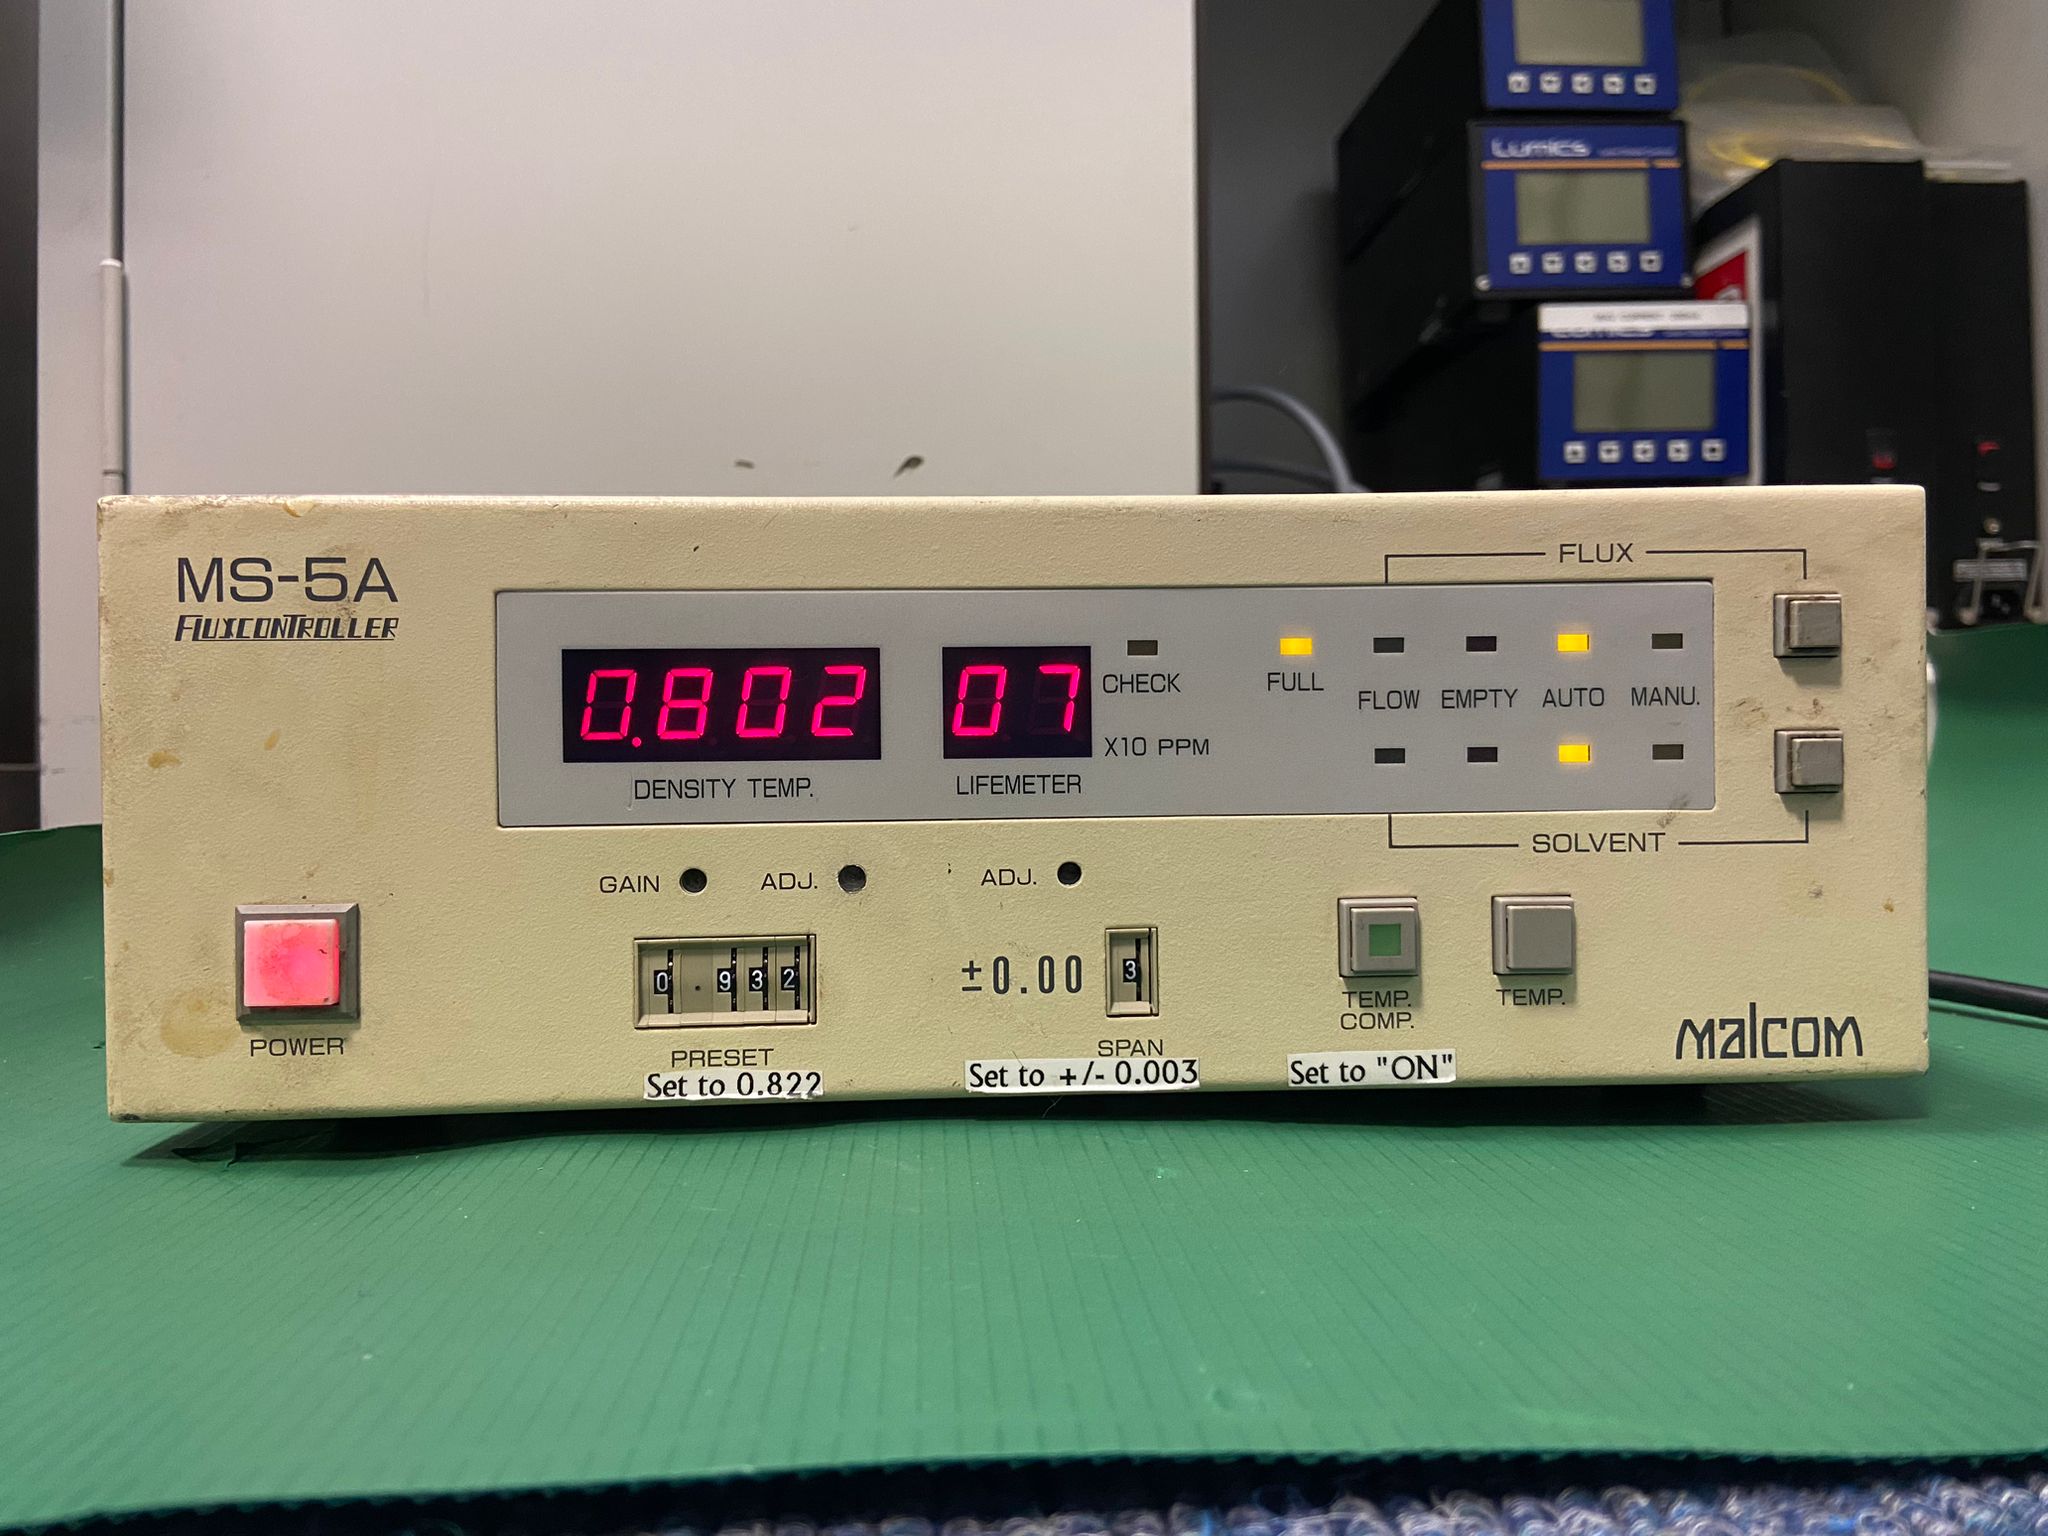 Lumics
MS-5A
FLUXCONTROLLER
FLUX
0.802
07
CHECK
X10 PPM
FULL
FLOW
EMPTY
AUTO
MANU.
DENSITY TEMP.
LIFEMETER
SOLVENT
GAIN
ADJ.
ADJ.
POWER
0.932
PRESET
Set to 0.822
±0.00
3
SPAN
Set to +/- 0.003
TEMP.
COMP.
Set to "ON"
TEMP.
malcom